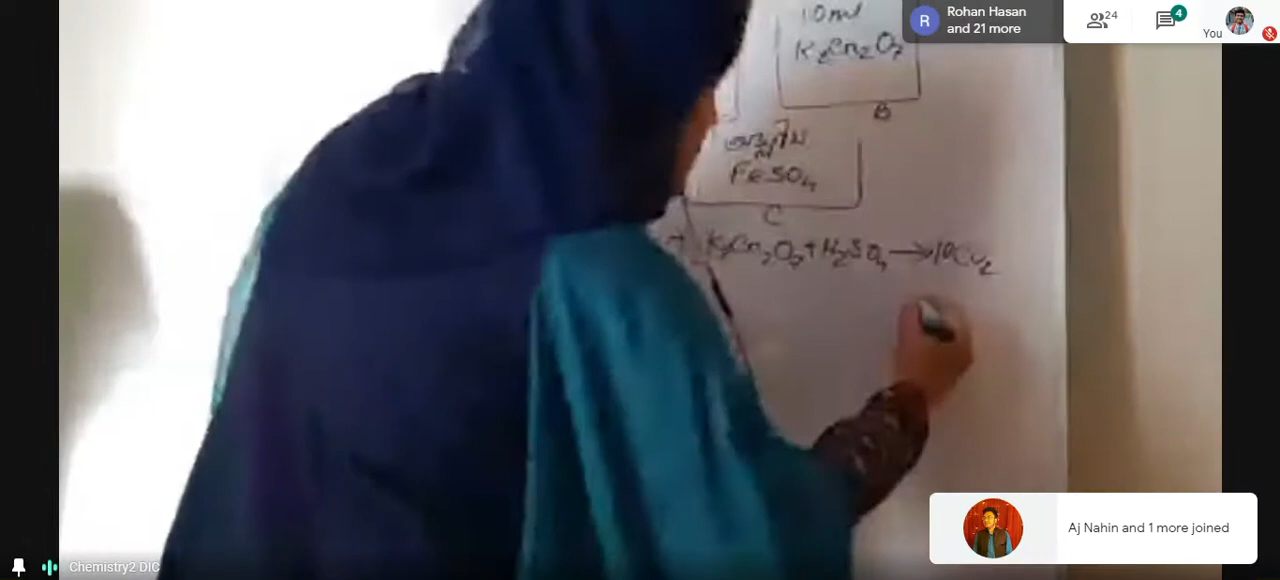 Rohan Hasan
and 21 more
24
4
You
10ml
K₂Cr₂O₇
B
FeSO₄
C
+ K₂Cr₂O₇ + H₂SO₄ →
Aj Nahin and 1 more joined
Chemistry2 DIC